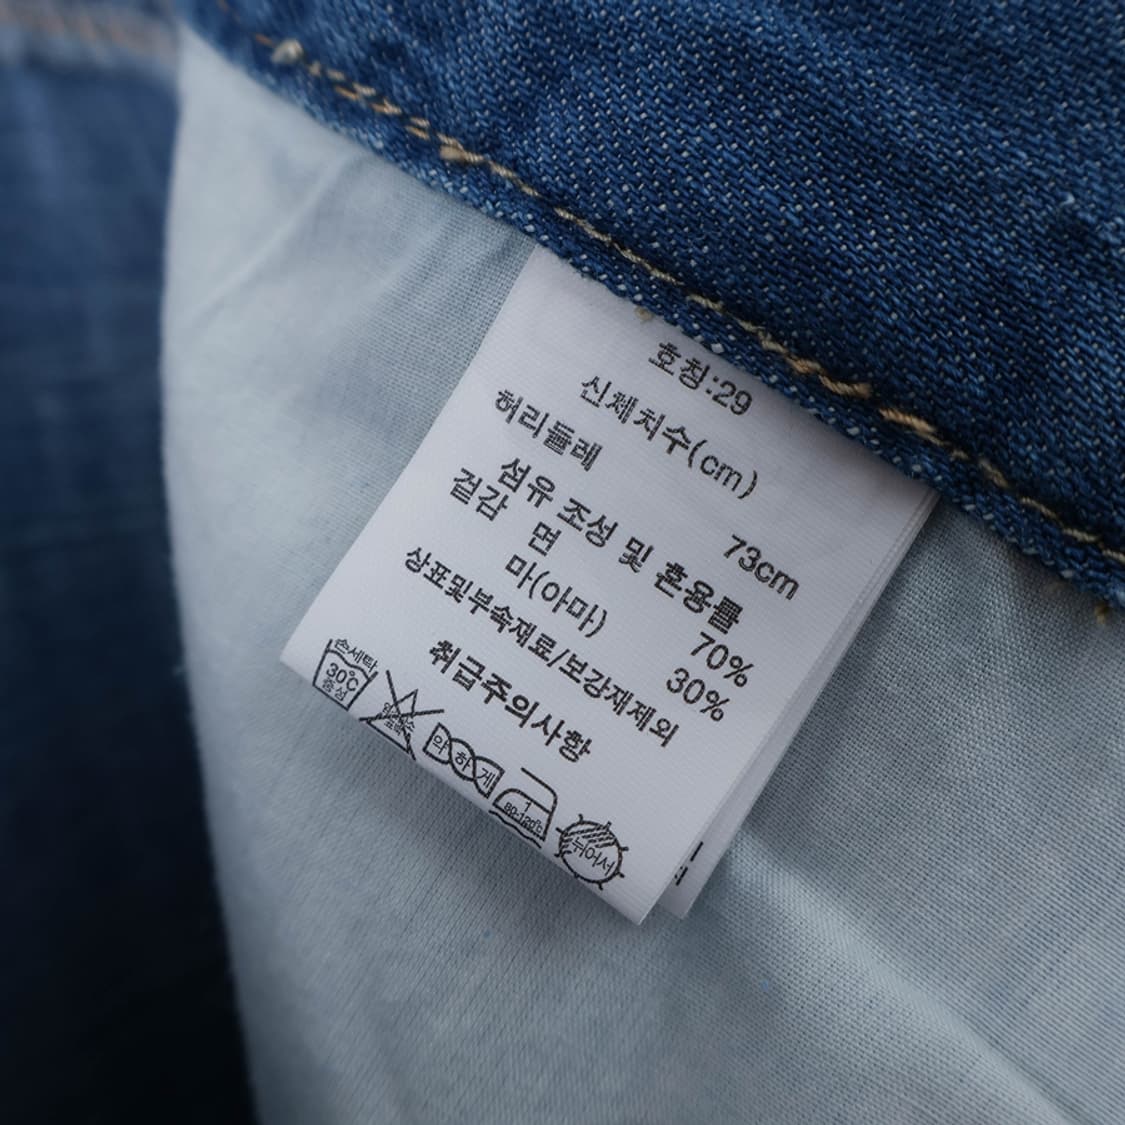 호칭:29
신체치수(cm)
허리둘레 73cm
섬유 조성 및 혼용률
겉감 면 70%
마(아마) 30%
상표및부속재료/보강재제외
취급주의사항
손세탁
30℃
중성
약하게
1
80-120℃
뉘어서